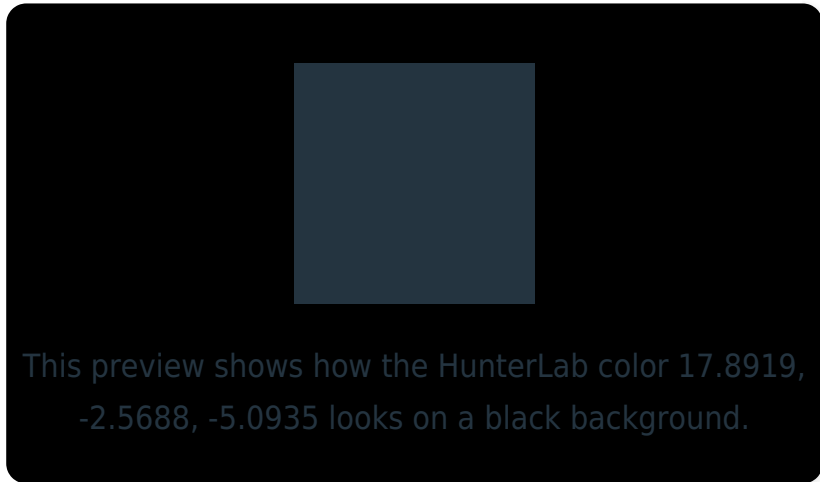 This preview shows how the HunterLab color 17.8919,
-2.5688, -5.0935 looks on a black background.